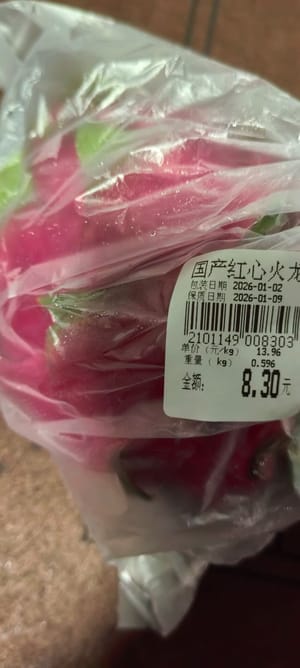 国产红心火龙
包装日期 2026-01-02
保质日期 2026-01-09
2101149 008303
单价(元/kg) 13.96
重量( kg) 0.596
金额: 8.30元